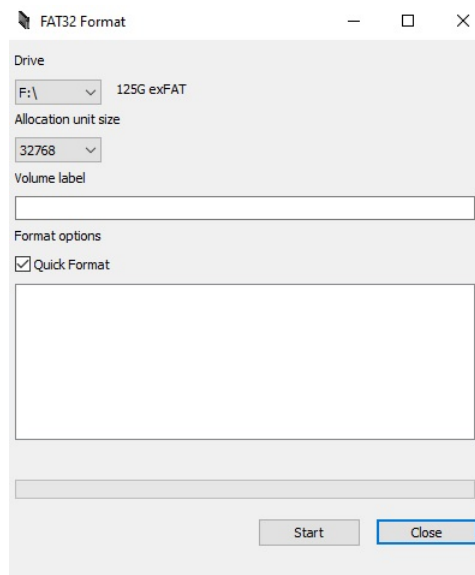 FAT32 Format
Drive
F:\ 125G exFAT
Allocation unit size
32768
Volume label
Format options
Quick Format
Start Close